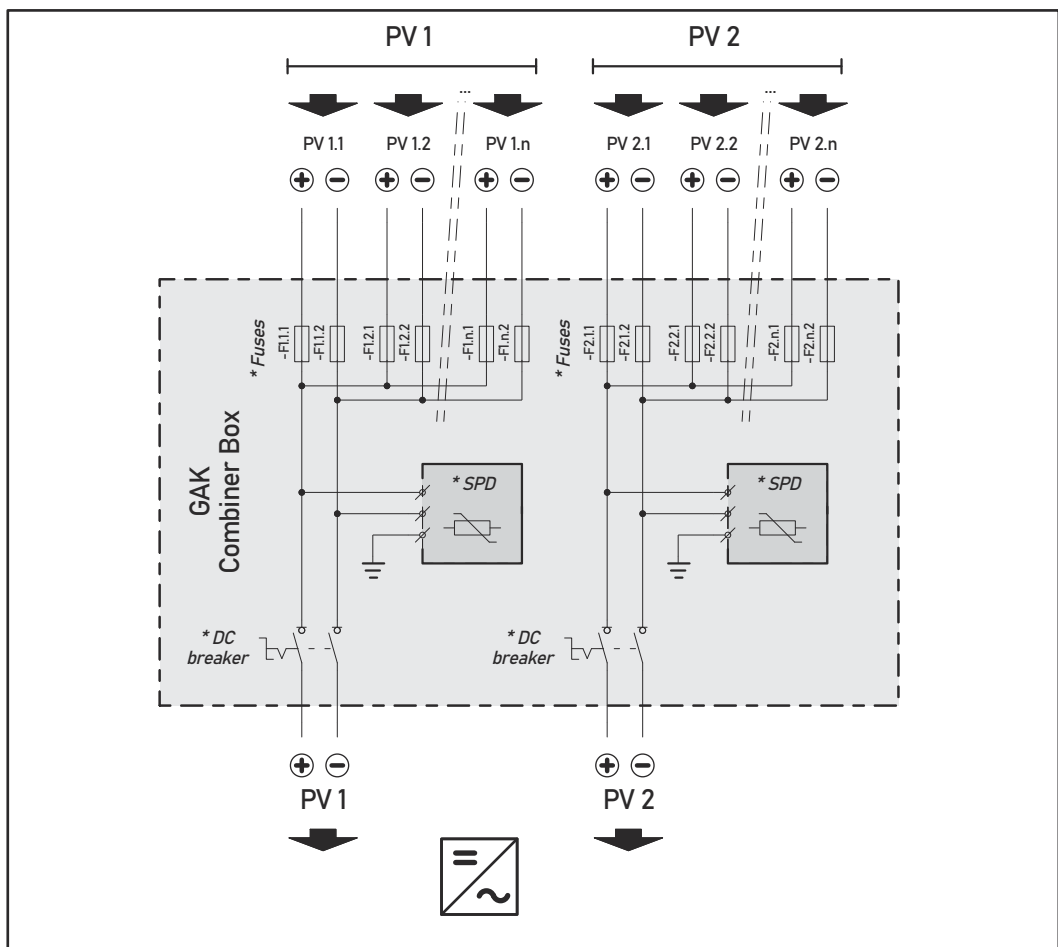 PV 1
PV 2
...
...
PV 1.1
PV 1.2
PV 1.n
PV 2.1
PV 2.2
PV 2.n
+ − + − + − + − + − + −
* Fuses
-F1.1.1
-F1.1.2
-F1.2.1
-F1.2.2
-F1.n.1
-F1.n.2
* Fuses
-F2.1.1
-F2.1.2
-F2.2.1
-F2.2.2
-F2.n.1
-F2.n.2
GAK
Combiner Box
* SPD
* SPD
* DC
breaker
* DC
breaker
+ − + −
PV 1
PV 2